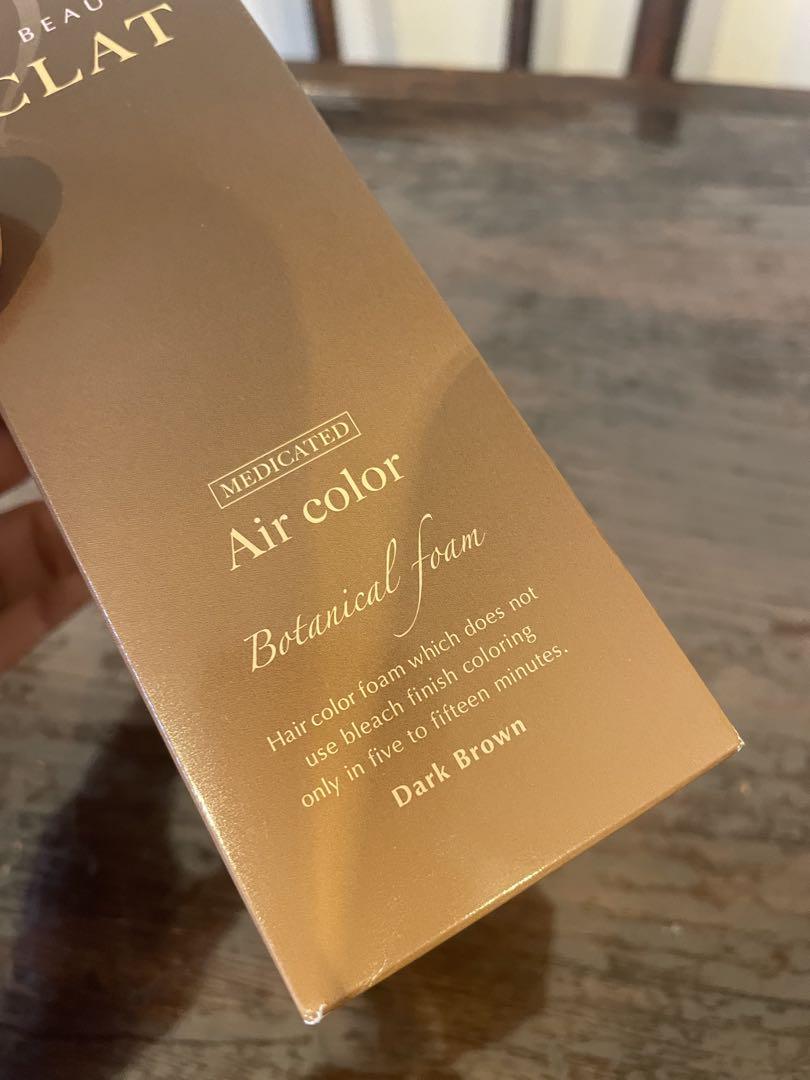 BEAU
CLAT
MEDICATED
Air color
Botanical foam
Hair color foam which does not
use bleach finish coloring
only in five to fifteen minutes.
Dark Brown